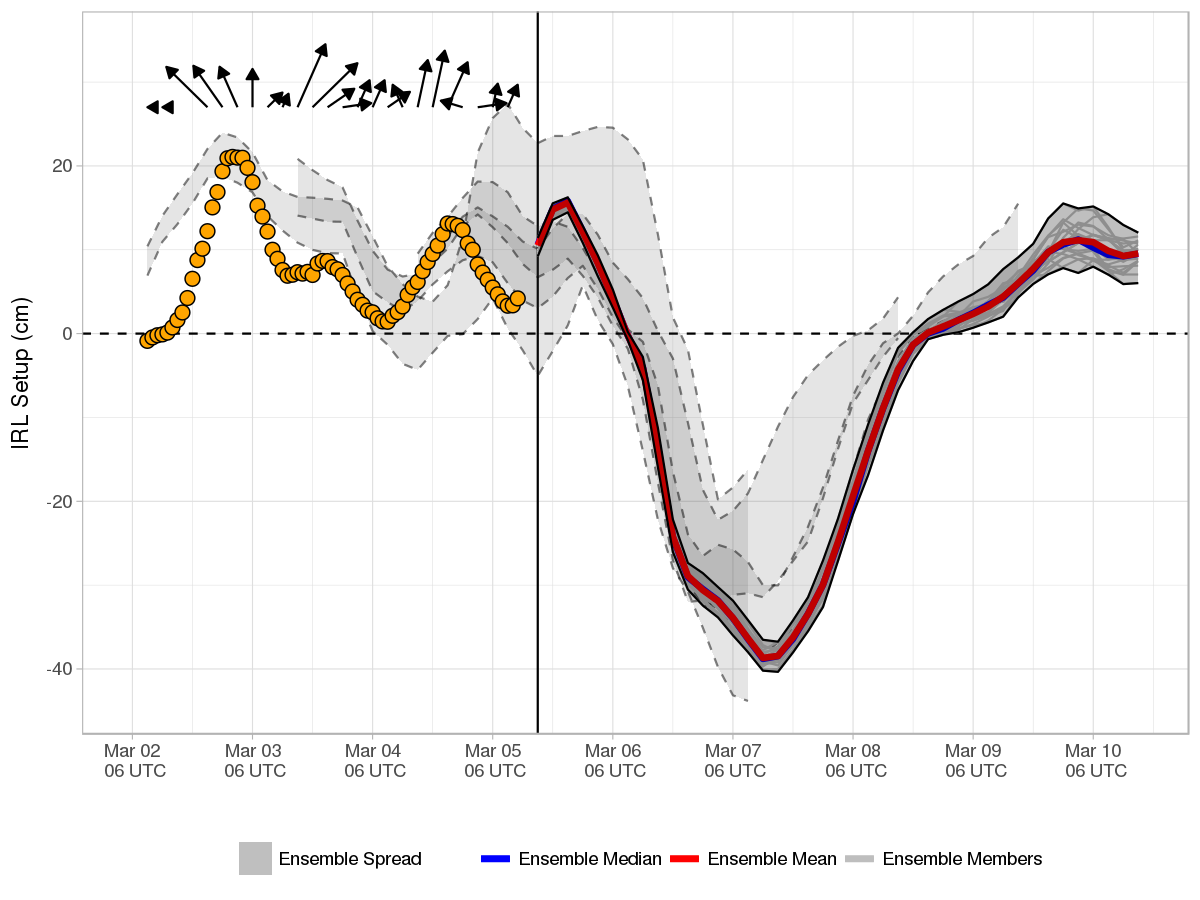 IRL Setup (cm)
20
0
-20
-40
Mar 02 Mar 03 Mar 04 Mar 05 Mar 06 Mar 07 Mar 08 Mar 09 Mar 10
06 UTC 06 UTC 06 UTC 06 UTC 06 UTC 06 UTC 06 UTC 06 UTC 06 UTC
Ensemble Spread Ensemble Median Ensemble Mean Ensemble Members